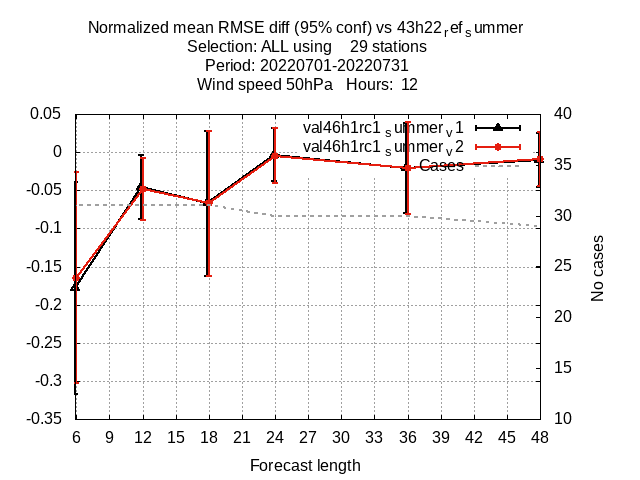 Normalized mean RMSE diff (95% conf) vs 43h22refsummer
Selection: ALL using 29 stations
Period: 20220701-20220731
Wind speed 50hPa Hours: 12
val46h1rc1summerv1
val46h1rc1summerv2
Cases
0.05
0
-0.05
-0.1
-0.15
-0.2
-0.25
-0.3
-0.35
40
35
30
25
20
15
10
No cases
6 9 12 15 18 21 24 27 30 33 36 39 42 45 48
Forecast length